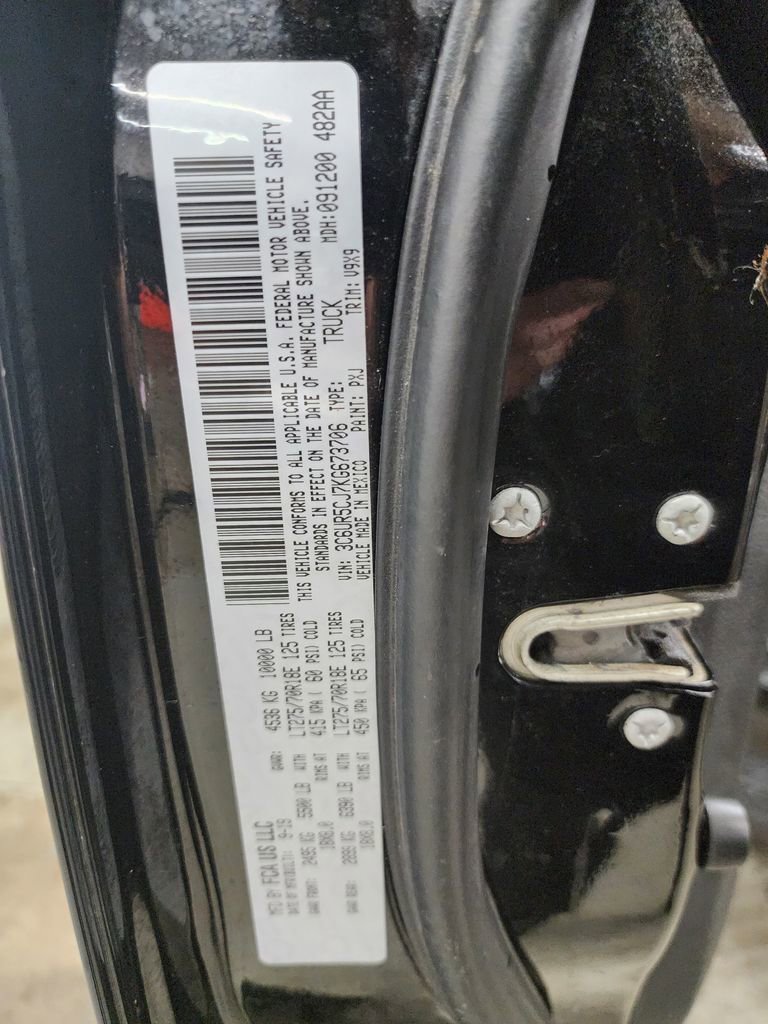 MFD BY FCA US LLC
DATE OF MFR(BUILT): 9-19 GVWR: 4536 KG 10000 LB
GAWR FRONT: 2495 KG 5500 LB WITH LT275/70R18E 125 TIRES
18X8.0 RIMS AT 415 KPA ( 60 PSI) COLD
GAWR REAR: 2898 KG 6390 LB WITH LT275/70R18E 125 TIRES
18X8.0 RIMS AT 450 KPA ( 65 PSI) COLD
THIS VEHICLE CONFORMS TO ALL APPLICABLE U.S.A. FEDERAL MOTOR VEHICLE SAFETY
STANDARDS IN EFFECT ON THE DATE OF MANUFACTURE SHOWN ABOVE.
VIN: 3C6UR5CJ7KG673706 TYPE: TRUCK MDH:091200 482AA
VEHICLE MADE IN MEXICO PAINT: PXJ TRIM: V9X9